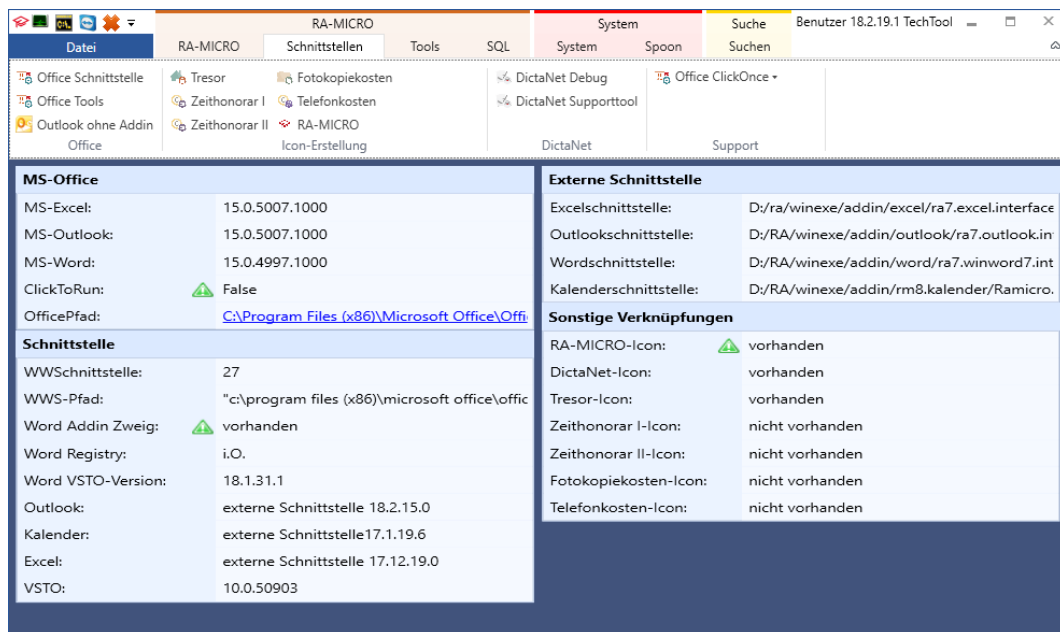 RA-MICRO System Suche Benutzer 18.2.19.1 TechTool
Datei RA-MICRO Schnittstellen Tools SQL System Spoon Suchen
Office Schnittstelle Tresor Fotokopiekosten DictaNet Debug Office ClickOnce
Office Tools Zeithonorar I Telefonkosten DictaNet Supporttool
Outlook ohne Addin Zeithonorar II RA-MICRO
Office Icon-Erstellung DictaNet Support
MS-Office
MS-Excel: 15.0.5007.1000
MS-Outlook: 15.0.5007.1000
MS-Word: 15.0.4997.1000
ClickToRun: False
OfficePfad: C:\Program Files (x86)\Microsoft Office\Offi
Schnittstelle
WWSchnittstelle: 27
WWS-Pfad: "c:\program files (x86)\microsoft office\offic
Word Addin Zweig: vorhanden
Word Registry: i.O.
Word VSTO-Version: 18.1.31.1
Outlook: externe Schnittstelle 18.2.15.0
Kalender: externe Schnittstelle17.1.19.6
Excel: externe Schnittstelle 17.12.19.0
VSTO: 10.0.50903
Externe Schnittstelle
Excelschnittstelle: D:/ra/winexe/addin/excel/ra7.excel.interface
Outlookschnittstelle: D:/RA/winexe/addin/outlook/ra7.outlook.in
Wordschnittstelle: D:/RA/winexe/addin/word/ra7.winword7.int
Kalenderschnittstelle: D:/RA/winexe/addin/rm8.kalender/Ramicro.
Sonstige Verknüpfungen
RA-MICRO-Icon: vorhanden
DictaNet-Icon: vorhanden
Tresor-Icon: vorhanden
Zeithonorar I-Icon: nicht vorhanden
Zeithonorar II-Icon: nicht vorhanden
Fotokopiekosten-Icon: nicht vorhanden
Telefonkosten-Icon: nicht vorhanden